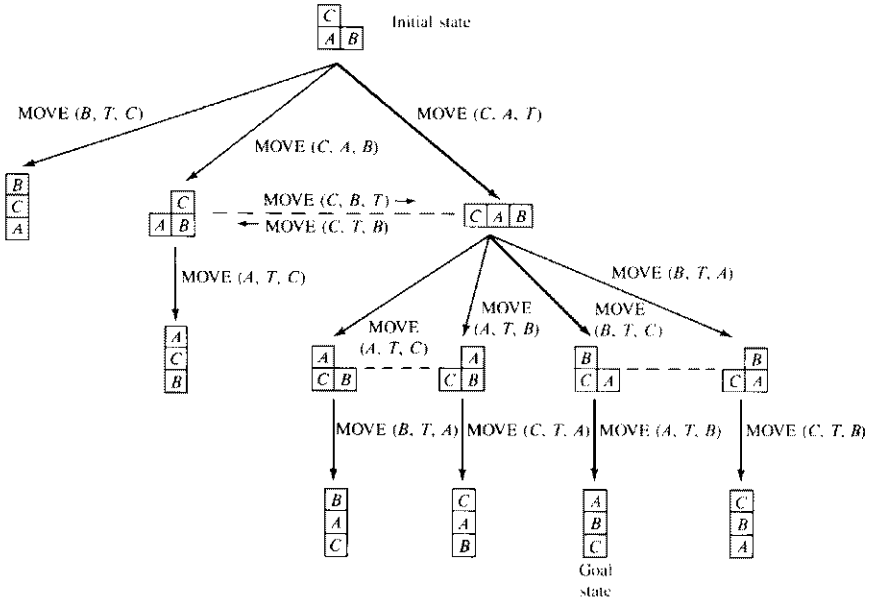 C
Initial state
A B
MOVE (B, T, C)
MOVE (C, A, T)
MOVE (C, A, B)
B
C
A
C
A B
MOVE (C, B, T) →
← MOVE (C, T, B)
C A B
MOVE (A, T, C)
MOVE (B, T, A)
MOVE
(A, T, C)
MOVE
(A, T, B)
MOVE
(B, T, C)
A
C
B
A
C B
A
C B
B
C A
B
C A
MOVE (B, T, A)
MOVE (C, T, A)
MOVE (A, T, B)
MOVE (C, T, B)
B
A
C
C
A
B
A
B
C
C
B
A
Goal
state